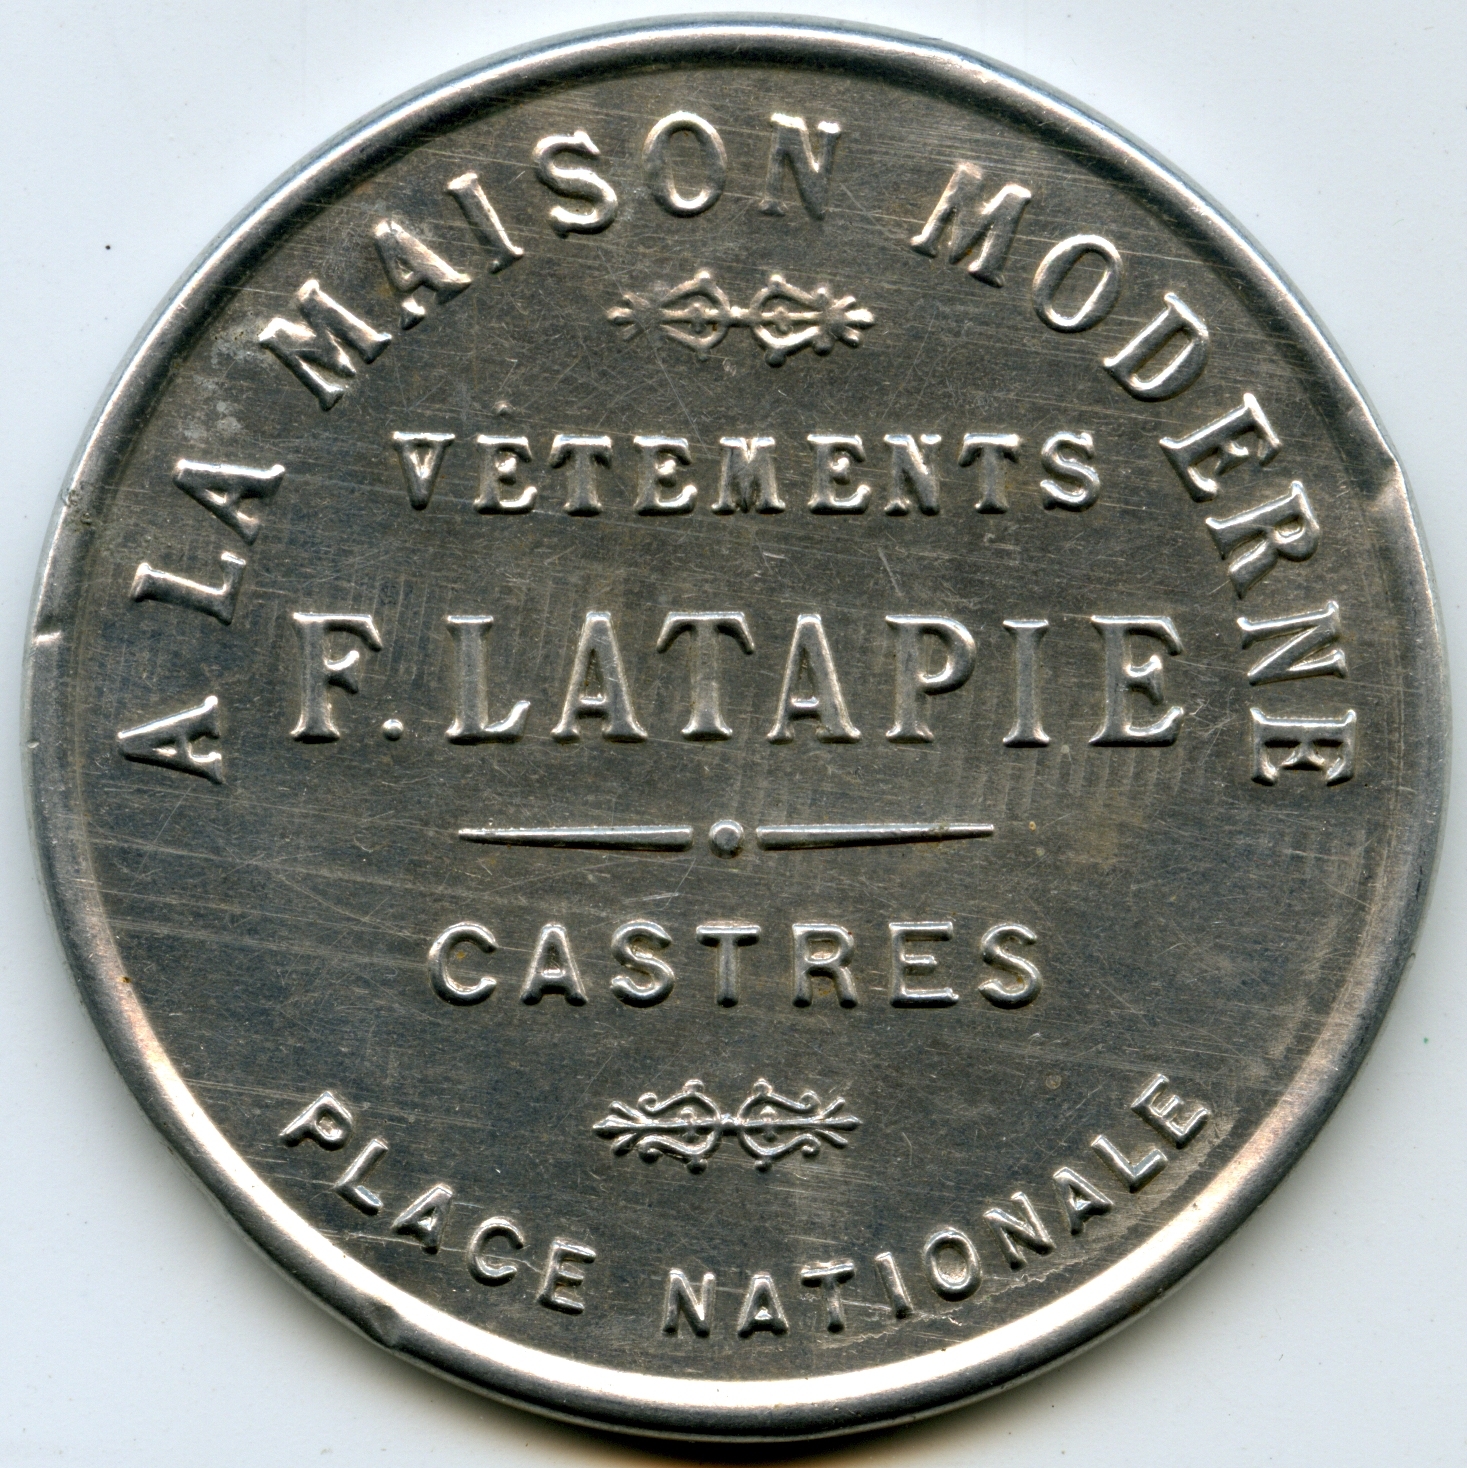 A LA MAISON MODERNE
VÊTEMENTS
F. LATAPIE
CASTRES
PLACE NATIONALE